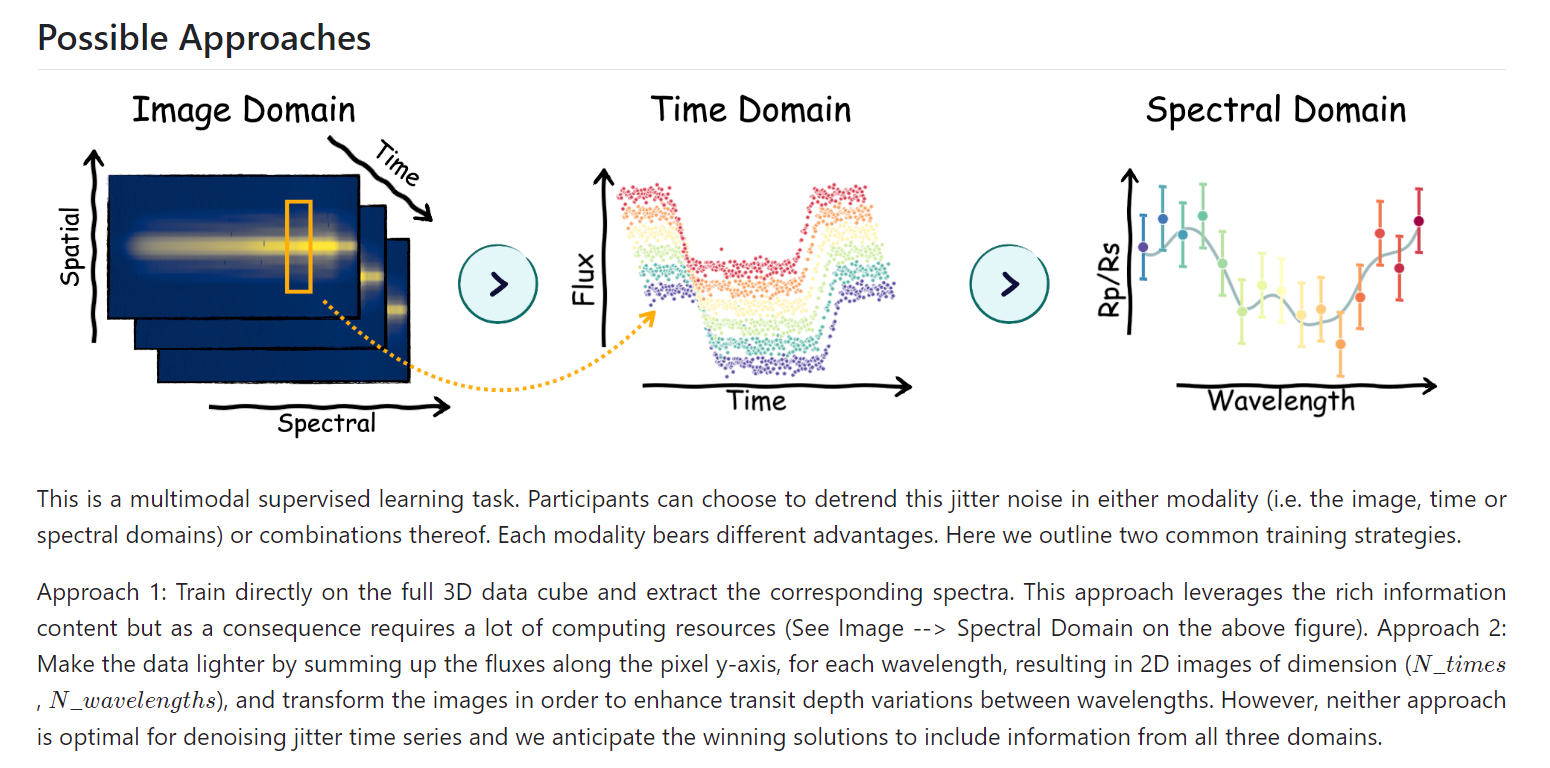 Possible Approaches
Image Domain
Time Domain
Spectral Domain
Time
Spatial
Spectral
Flux
Time
Rp/Rs
Wavelength
This is a multimodal supervised learning task. Participants can choose to detrend this jitter noise in either modality (i.e. the image, time or
spectral domains) or combinations thereof. Each modality bears different advantages. Here we outline two common training strategies.
Approach 1: Train directly on the full 3D data cube and extract the corresponding spectra. This approach leverages the rich information
content but as a consequence requires a lot of computing resources (See Image --> Spectral Domain on the above figure). Approach 2:
Make the data lighter by summing up the fluxes along the pixel y-axis, for each wavelength, resulting in 2D images of dimension (N_times
, N_wavelengths), and transform the images in order to enhance transit depth variations between wavelengths. However, neither approach
is optimal for denoising jitter time series and we anticipate the winning solutions to include information from all three domains.